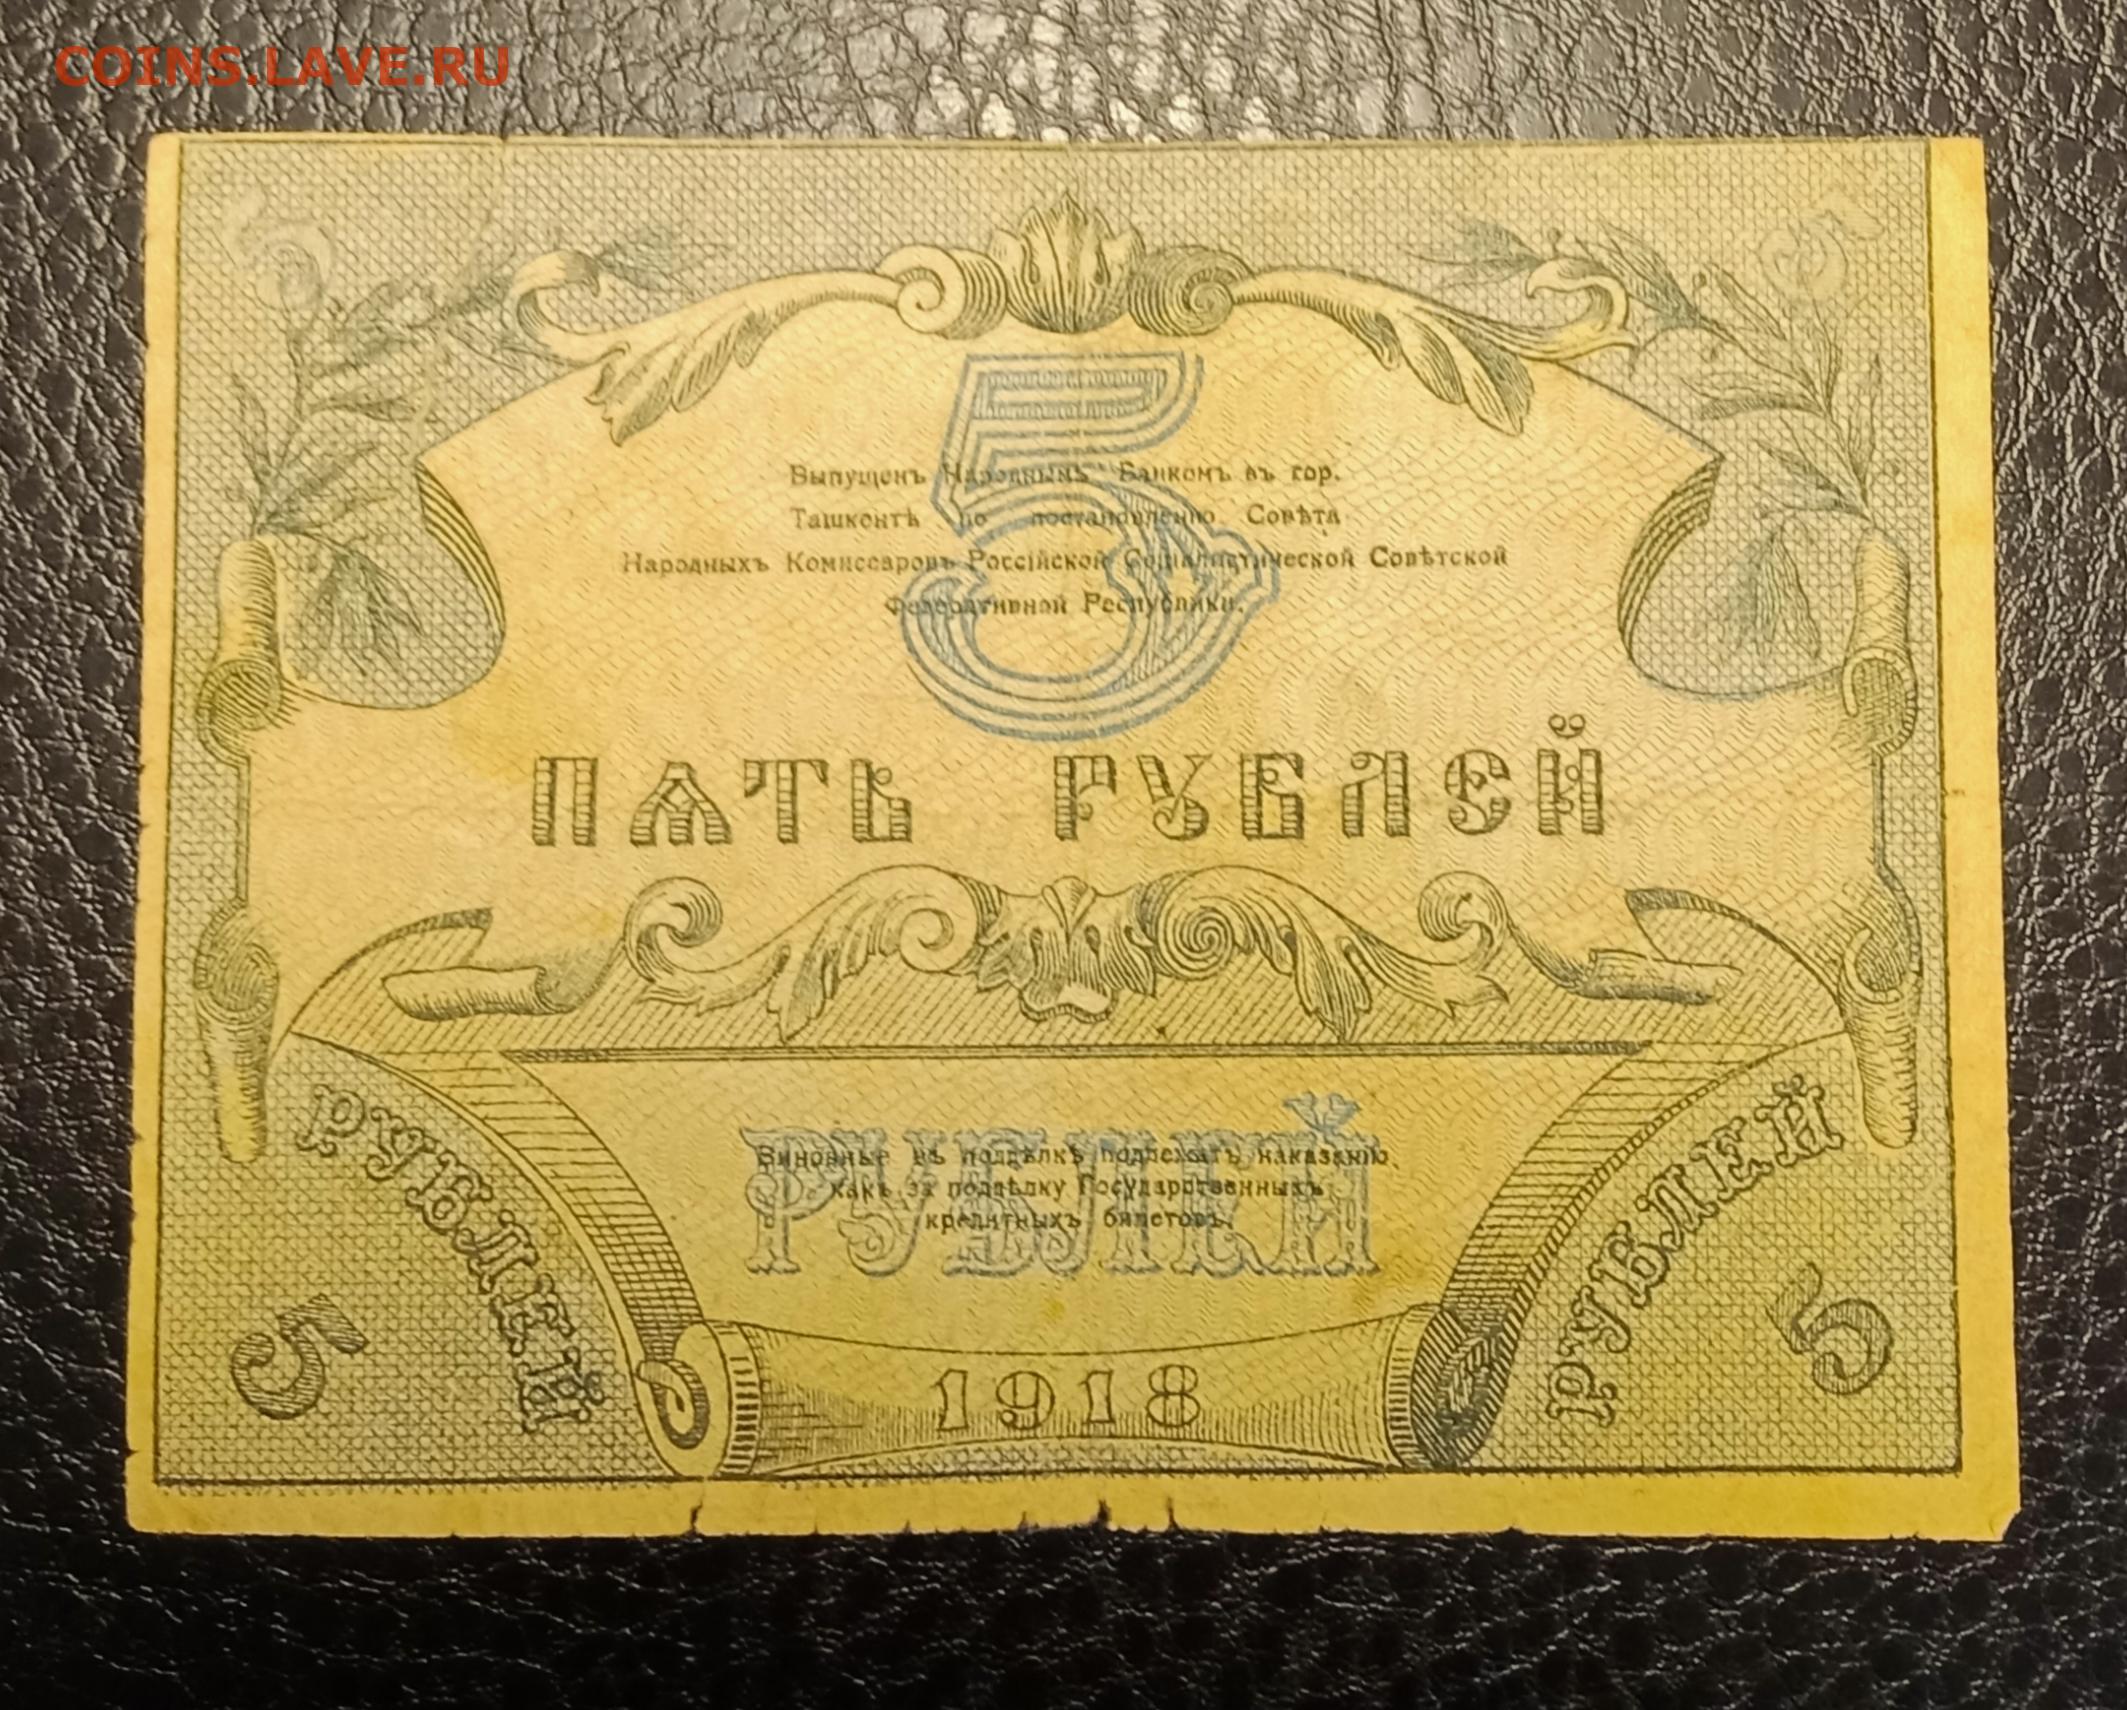 COINS.LAVE.RU
5
Выпущенъ Народнымъ Банкомъ въ гор.
Ташкентѣ по постановленію Совѣта
Народныхъ Комиссаровъ Россійской Соціалистической Совѣтской
Федеративной Республики.
ПЯТЬ РУБЛЕЙ
РУБЛЕЙ
Виновные въ поддѣлкѣ подлежатъ наказанію,
какъ за поддѣлку Государственныхъ
кредитныхъ билетовъ.
РУБЛЕЙ
РУБЛЕЙ
5
1918
5